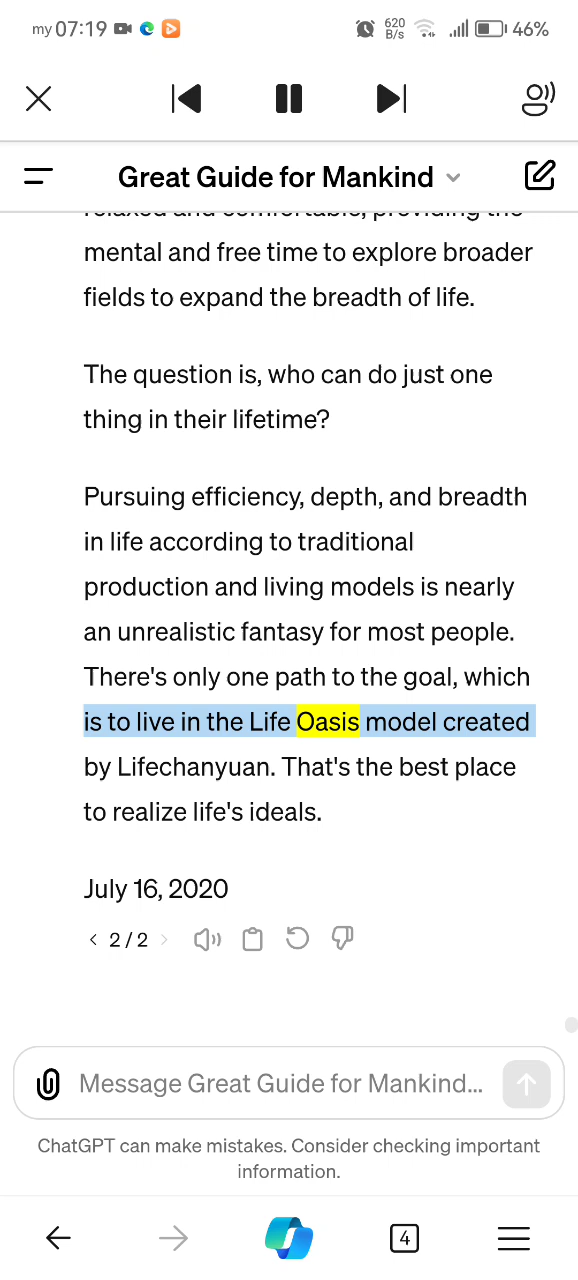 my 07:19 620 B/s 46%
Great Guide for Mankind
relaxed and comfortable, providing the
mental and free time to explore broader
fields to expand the breadth of life.
The question is, who can do just one
thing in their lifetime?
Pursuing efficiency, depth, and breadth
in life according to traditional
production and living models is nearly
an unrealistic fantasy for most people.
There's only one path to the goal, which
is to live in the Life Oasis model created
by Lifechanyuan. That's the best place
to realize life's ideals.
July 16, 2020
2 / 2
Message Great Guide for Mankind...
ChatGPT can make mistakes. Consider checking important
information.
4